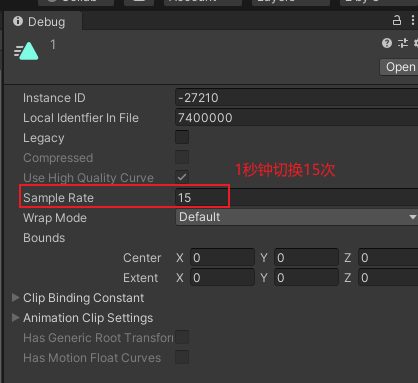 Debug
1
Open
Instance ID -27210
Local Identfier In File 7400000
Legacy
Compressed
1秒钟切换15次
Use High Quality Curve
Sample Rate 15
Wrap Mode Default
Bounds
Center X 0 Y 0 Z 0
Extent X 0 Y 0 Z 0
Clip Binding Constant
Animation Clip Settings
Has Generic Root Transforn
Has Motion Float Curves